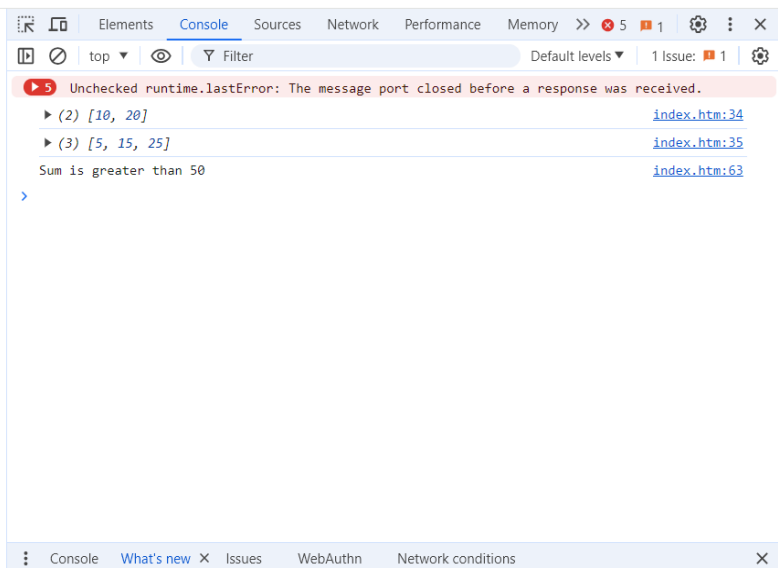 Elements Console Sources Network Performance Memory 5 1
top Filter Default levels 1 Issue: 1
5 Unchecked runtime.lastError: The message port closed before a response was received.
(2) [10, 20] index.htm:34
(3) [5, 15, 25] index.htm:35
Sum is greater than 50 index.htm:63
Console What's new Issues WebAuthn Network conditions